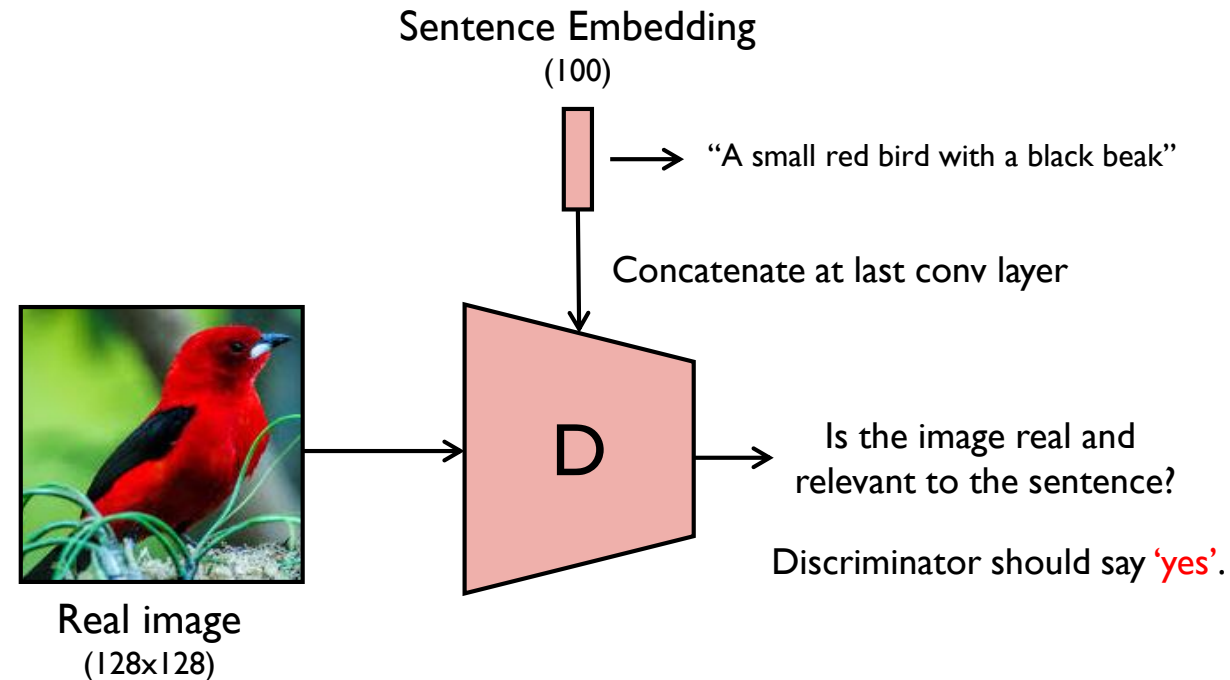 Sentence Embedding
(100)
“A small red bird with a black beak”
Concatenate at last conv layer
D
Is the image real and
relevant to the sentence?
Discriminator should say ‘yes’.
Real image
(128x128)